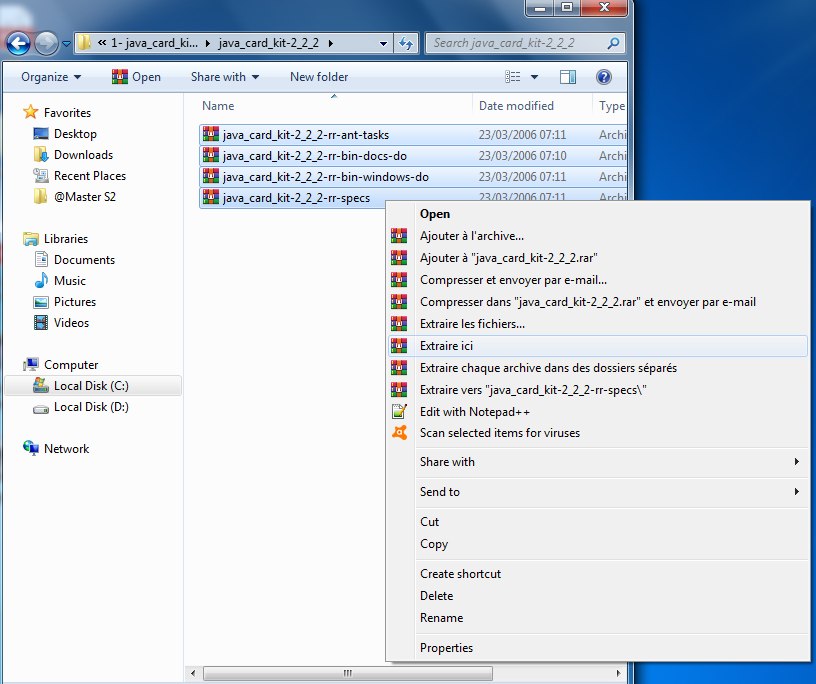 « 1- java_card_ki... java_card_kit-2_2_2 Search java_card_kit-2_2_2
Organize Open Share with New folder
Name Date modified Type
Favorites
Desktop
Downloads
Recent Places
@Master S2
Libraries
Documents
Music
Pictures
Videos
Computer
Local Disk (C:)
Local Disk (D:)
Network
java_card_kit-2_2_2-rr-ant-tasks 23/03/2006 07:11 Archi
java_card_kit-2_2_2-rr-bin-docs-do 23/03/2006 07:10 Archi
java_card_kit-2_2_2-rr-bin-windows-do 23/03/2006 07:11 Archi
java_card_kit-2_2_2-rr-specs 23/03/2006 07:11 Archi
Open
Ajouter à l'archive...
Ajouter à "java_card_kit-2_2_2.rar"
Compresser et envoyer par e-mail...
Compresser dans "java_card_kit-2_2_2.rar" et envoyer par e-mail
Extraire les fichiers...
Extraire ici
Extraire chaque archive dans des dossiers séparés
Extraire vers "java_card_kit-2_2_2-rr-specs\"
Edit with Notepad++
Scan selected items for viruses
Share with
Send to
Cut
Copy
Create shortcut
Delete
Rename
Properties